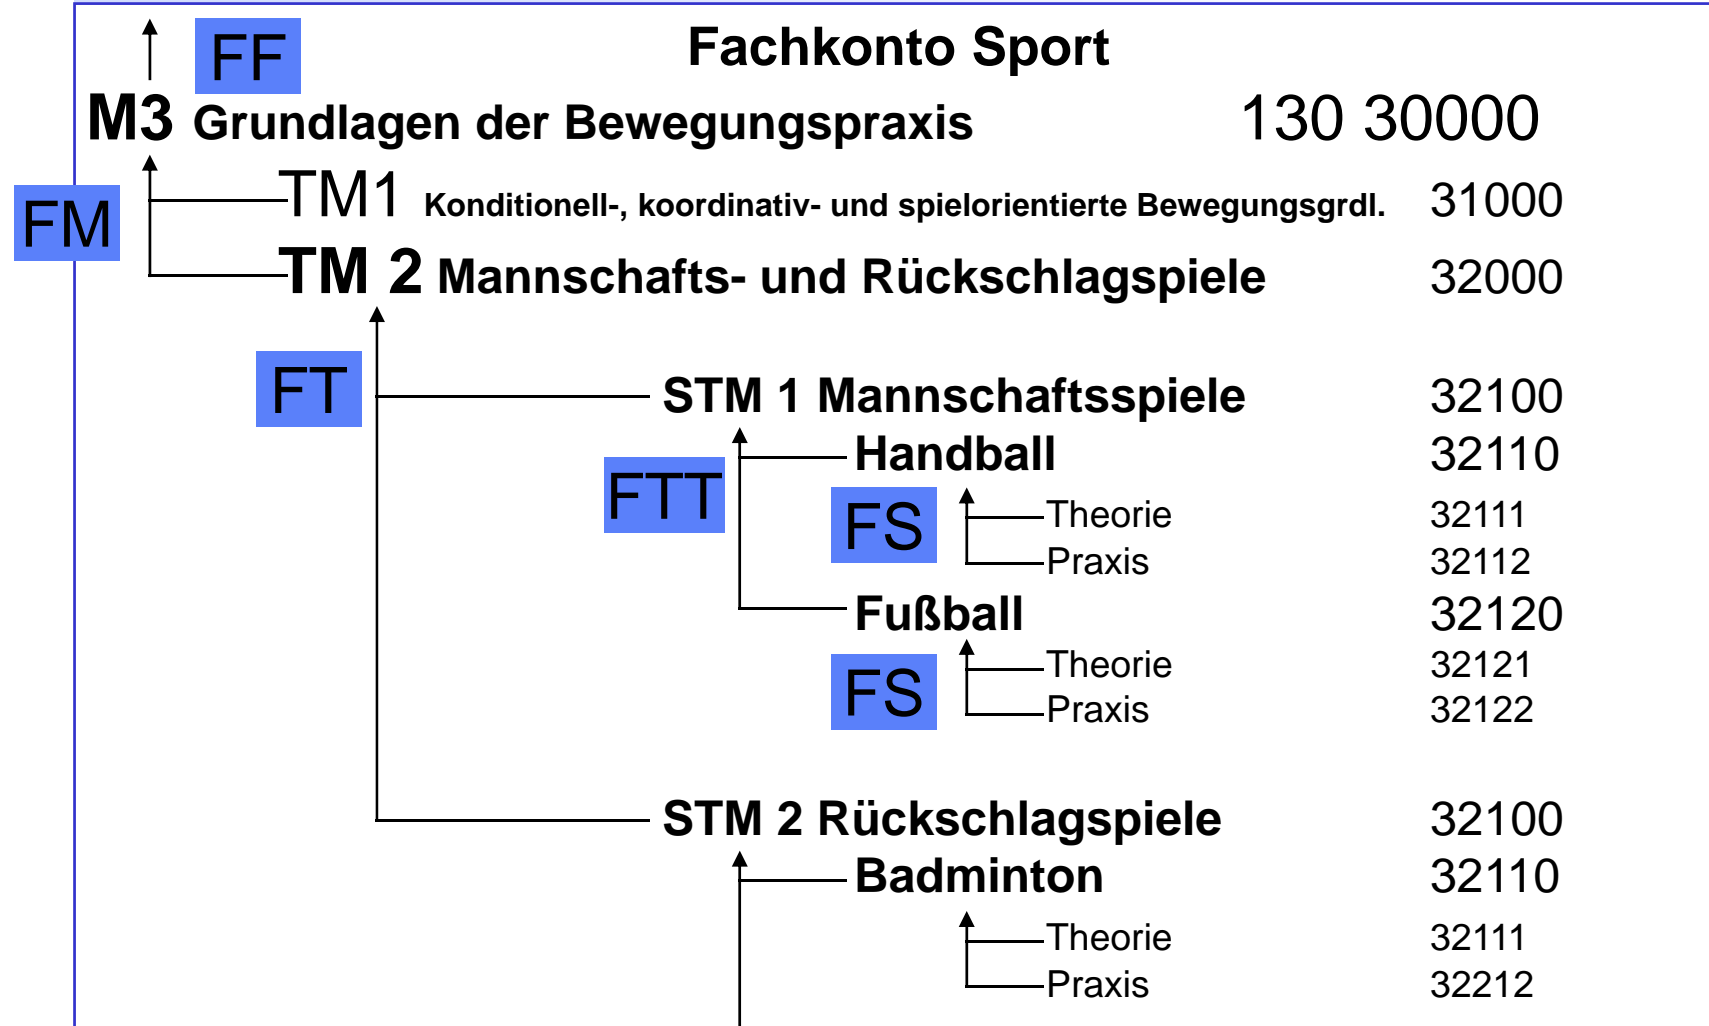 FF
Fachkonto Sport
M3 Grundlagen der Bewegungspraxis 130 30000
FM
TM1 Konditionell-, koordinativ- und spielorientierte Bewegungsgrdl. 31000
TM 2 Mannschafts- und Rückschlagspiele 32000
FT
STM 1 Mannschaftsspiele 32100
Handball 32110
FTT
FS
Theorie 32111
Praxis 32112
Fußball 32120
FS
Theorie 32121
Praxis 32122
STM 2 Rückschlagspiele 32100
Badminton 32110
Theorie 32111
Praxis 32212